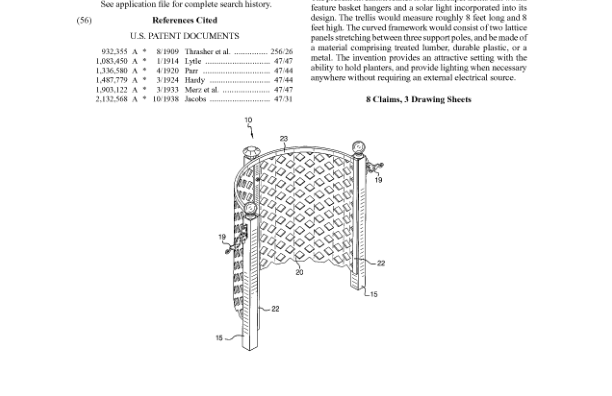 See application file for complete search history.
(56) References Cited
U.S. PATENT DOCUMENTS
932,355 A * 8/1909 Thrasher et al. ............... 256/26
1,083,450 A * 1/1914 Lytle ............................ 47/47
1,336,580 A * 4/1920 Parr ............................. 47/44
1,487,779 A * 3/1924 Hardy .......................... 47/44
1,903,122 A * 3/1933 Merz et al. .................... 47/47
2,132,568 A * 10/1938 Jacobs .......................... 47/31
feature basket hangers and a solar light incorporated into its
design. The trellis would measure roughly 8 feet long and 8
feet high. The curved framework would consist of two lattice
panels stretching between three support poles, and be made of
a material comprising treated lumber, durable plastic, or a
metal. The invention provides an attractive setting with the
ability to hold planters, and provide lighting when necessary
anywhere without requiring an external electrical source.
8 Claims, 3 Drawing Sheets
10
23
19
19
20
22
15
22
15